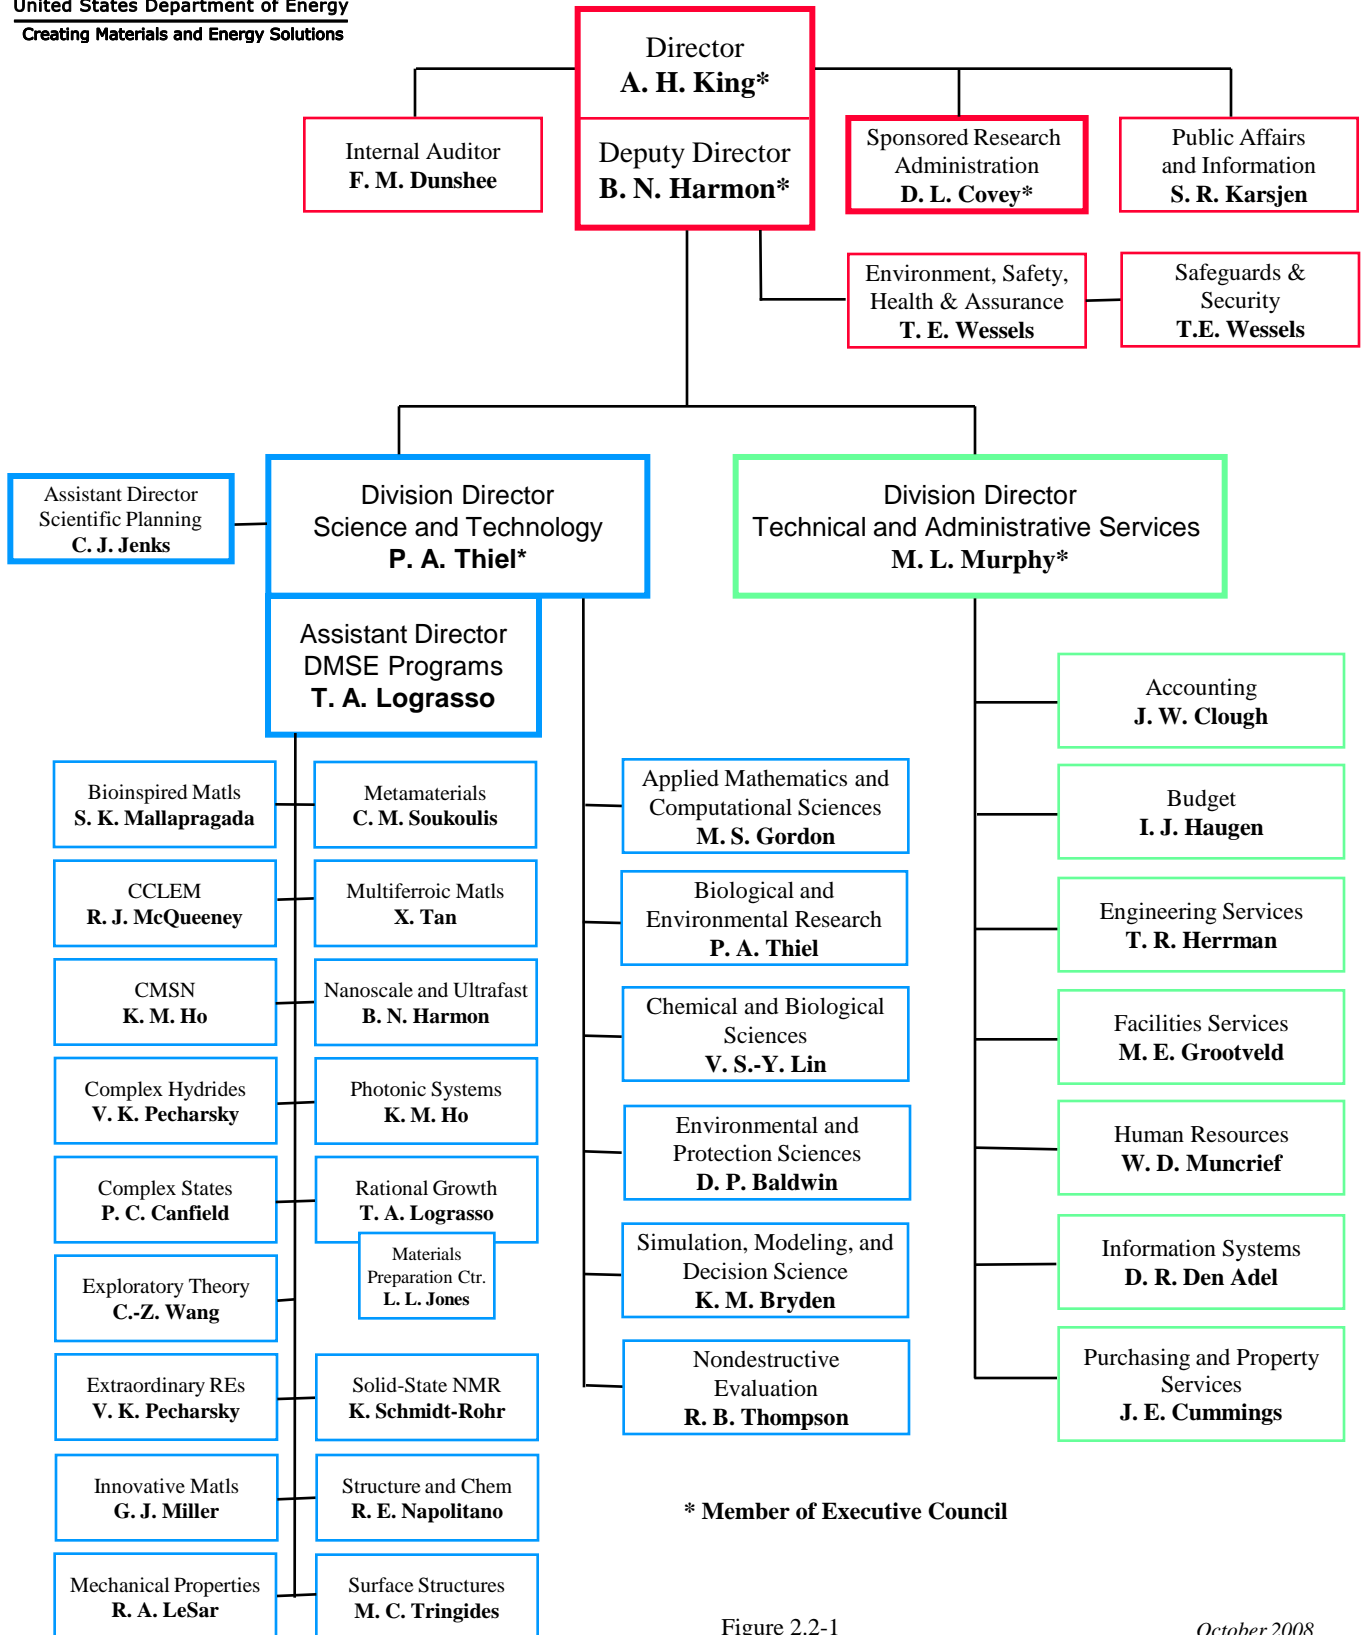 United States Department of Energy
Creating Materials and Energy Solutions
Director
A. H. King*
Deputy Director
B. N. Harmon*
Internal Auditor
F. M. Dunshee
Sponsored Research
Administration
D. L. Covey*
Public Affairs
and Information
S. R. Karsjen
Environment, Safety,
Health & Assurance
T. E. Wessels
Safeguards &
Security
T.E. Wessels
Assistant Director
Scientific Planning
C. J. Jenks
Division Director
Science and Technology
P. A. Thiel*
Division Director
Technical and Administrative Services
M. L. Murphy*
Assistant Director
DMSE Programs
T. A. Lograsso
Bioinspired Matls
S. K. Mallapragada
Metamaterials
C. M. Soukoulis
CCLEM
R. J. McQueeney
Multiferroic Matls
X. Tan
CMSN
K. M. Ho
Nanoscale and Ultrafast
B. N. Harmon
Complex Hydrides
V. K. Pecharsky
Photonic Systems
K. M. Ho
Complex States
P. C. Canfield
Rational Growth
T. A. Lograsso
Materials
Preparation Ctr.
L. L. Jones
Exploratory Theory
C.-Z. Wang
Extraordinary REs
V. K. Pecharsky
Solid-State NMR
K. Schmidt-Rohr
Innovative Matls
G. J. Miller
Structure and Chem
R. E. Napolitano
Mechanical Properties
R. A. LeSar
Surface Structures
M. C. Tringides
Applied Mathematics and
Computational Sciences
M. S. Gordon
Biological and
Environmental Research
P. A. Thiel
Chemical and Biological
Sciences
V. S.-Y. Lin
Environmental and
Protection Sciences
D. P. Baldwin
Simulation, Modeling, and
Decision Science
K. M. Bryden
Nondestructive
Evaluation
R. B. Thompson
Accounting
J. W. Clough
Budget
I. J. Haugen
Engineering Services
T. R. Herrman
Facilities Services
M. E. Grootveld
Human Resources
W. D. Muncrief
Information Systems
D. R. Den Adel
Purchasing and Property
Services
J. E. Cummings
* Member of Executive Council
Figure 2.2-1
October 2008